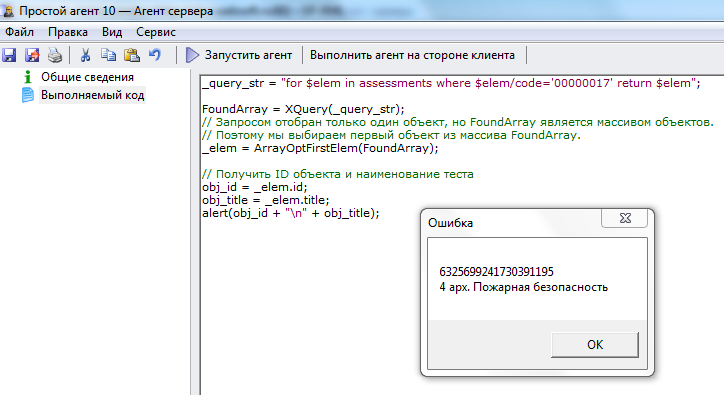 Простой агент 10 — Агент сервера
Файл Правка Вид Сервис
Запустить агент Выполнить агент на стороне клиента
Общие сведения
Выполняемый код
_query_str = "for $elem in assessments where $elem/code='00000017' return $elem";
FoundArray = XQuery(_query_str);
// Запросом отобран только один объект, но FoundArray является массивом объектов.
// Поэтому мы выбираем первый объект из массива FoundArray.
_elem = ArrayOptFirstElem(FoundArray);
// Получить ID объекта и наименование теста
obj_id = _elem.id;
obj_title = _elem.title;
alert(obj_id + "\n" + obj_title);
Ошибка
6325699241730391195
4 арх. Пожарная безопасность
OK